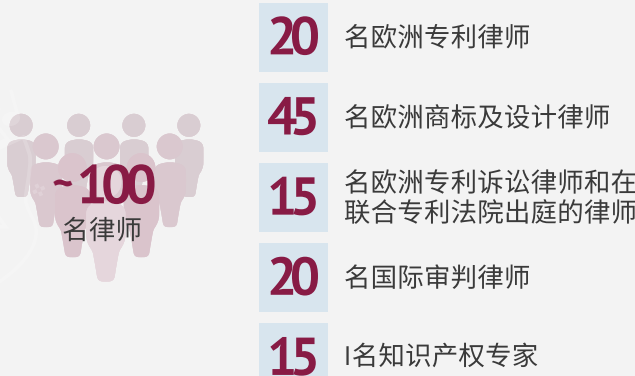 20 名欧洲专利律师
45 名欧洲商标及设计律师
~100
名律师
15 名欧洲专利诉讼律师和在
联合专利法院出庭的律师
20 名国际审判律师
15 I名知识产权专家